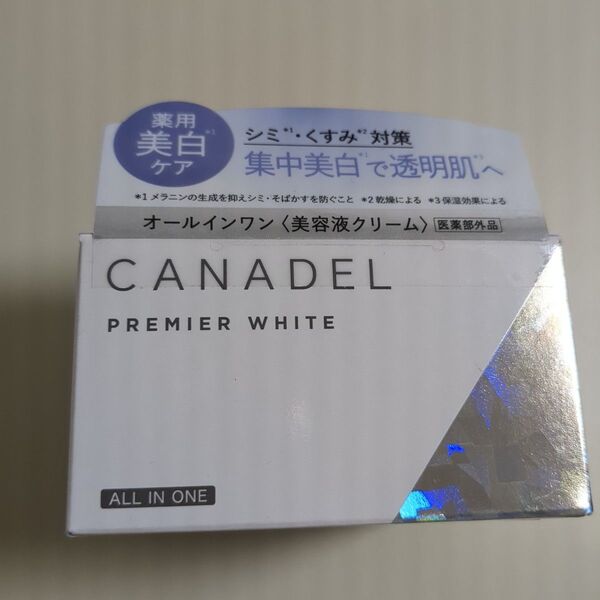 薬用
美白*1
ケア
シミ*1・くすみ*2対策
集中美白*1で透明肌*3へ
*1 メラニンの生成を抑えシミ・そばかすを防ぐこと *2 乾燥による *3 保湿効果による
オールインワン〈美容液クリーム〉 医薬部外品
CANADEL
PREMIER WHITE
ALL IN ONE